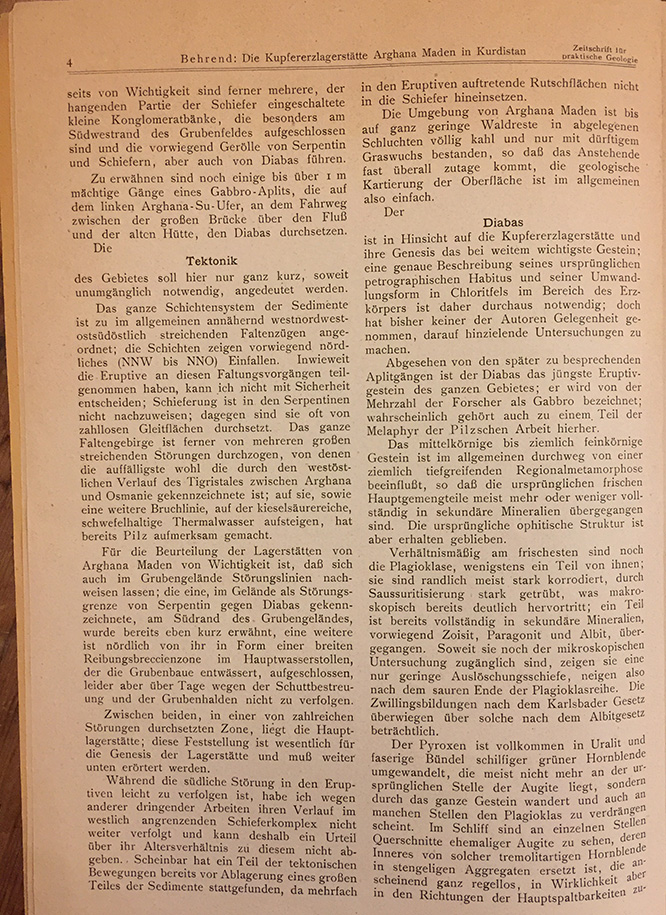 4
Behrend: Die Kupfererzlagerstätte Arghana Maden in Kurdistan
Zeitschrift für
praktische Geologie
seits von Wichtigkeit sind ferner mehrere, der
hangenden Partie der Schiefer eingeschaltete
kleine Konglomeratbänke, die besonders am
Südwestrand des Grubenfeldes aufgeschlossen
sind und die vorwiegend Gerölle von Serpentin
und Schiefern, aber auch von Diabas führen.
Zu erwähnen sind noch einige bis über 1 m
mächtige Gänge eines Gabbro-Aplits, die auf
dem linken Arghana-Su-Ufer, an dem Fahrweg
zwischen der großen Brücke über den Fluß
und der alten Hütte, den Diabas durchsetzen.
Die
Tektonik
des Gebietes soll hier nur ganz kurz, soweit
unumgänglich notwendig, angedeutet werden.
Das ganze Schichtensystem der Sedimente
ist zu im allgemeinen annähernd westnordwest-
ostsüdöstlich streichenden Faltenzügen ange-
ordnet; die Schichten zeigen vorwiegend nörd-
liches (NNW bis NNO) Einfallen. Inwieweit
die Eruptive an diesen Faltungsvorgängen teil-
genommen haben, kann ich nicht mit Sicherheit
entscheiden; Schieferung ist in den Serpentinen
nicht nachzuweisen; dagegen sind sie oft von
zahllosen Gleitflächen durchsetzt. Das ganze
Faltengebirge ist ferner von mehreren großen
streichenden Störungen durchzogen, von denen
die auffälligste wohl die durch den westöst-
lichen Verlauf des Tigristales zwischen Arghana
und Osmanie gekennzeichnete ist; auf sie, sowie
eine weitere Bruchlinie, auf der kieselsäurereiche,
schwefelhaltige Thermalwasser aufsteigen, hat
bereits Pilz aufmerksam gemacht.
Für die Beurteilung der Lagerstätten von
Arghana Maden von Wichtigkeit ist, daß sich
auch im Grubengelände Störungslinien nach-
weisen lassen; die eine, im Gelände als Störungs-
grenze von Serpentin gegen Diabas gekenn-
zeichnete, am Südrand des Grubengeländes,
wurde bereits eben kurz erwähnt, eine weitere
ist nördlich von ihr in Form einer breiten
Reibungsbreccienzone im Hauptwasserstollen,
der die Grubenbaue entwässert, aufgeschlossen,
leider aber über Tage wegen der Schuttbestreu-
ung und der Grubenhalden nicht zu verfolgen.
Zwischen beiden, in einer von zahlreichen
Störungen durchsetzten Zone, liegt die Haupt-
lagerstätte; diese Feststellung ist wesentlich für
die Genesis der Lagerstätte und muß weiter
unten erörtert werden.
Während die südliche Störung in den Erup-
tiven leicht zu verfolgen ist, habe ich wegen
anderer dringender Arbeiten ihren Verlauf im
westlich angrenzenden Schieferkomplex nicht
weiter verfolgt und kann deshalb ein Urteil
über ihr Altersverhältnis zu diesem nicht ab-
geben. Scheinbar hat ein Teil der tektonischen
Bewegungen bereits vor Ablagerung eines großen
Teiles der Sedimente stattgefunden, da mehrfach
in den Eruptiven auftretende Rutschflächen nicht
in die Schiefer hineinsetzen.
Die Umgebung von Arghana Maden ist bis
auf ganz geringe Waldreste in abgelegenen
Schluchten völlig kahl und nur mit dürftigem
Graswuchs bestanden, so daß das Anstehende
fast überall zutage kommt, die geologische
Kartierung der Oberfläche ist im allgemeinen
also einfach.
Der
Diabas
ist in Hinsicht auf die Kupfererzlagerstätte und
ihre Genesis das bei weitem wichtigste Gestein;
eine genaue Beschreibung seines ursprünglichen
petrographischen Habitus und seiner Umwand-
lungsform in Chloritfels im Bereich des Erz-
körpers ist daher durchaus notwendig; doch
hat bisher keiner der Autoren Gelegenheit ge-
nommen, darauf hinzielende Untersuchungen zu
machen.
Abgesehen von den später zu besprechenden
Aplitgängen ist der Diabas das jüngste Eruptiv-
gestein des ganzen Gebietes; er wird von der
Mehrzahl der Forscher als Gabbro bezeichnet;
wahrscheinlich gehört auch zu einem Teil der
Melaphyr der Pilzschen Arbeit hierher.
Das mittelkörnige bis ziemlich feinkörnige
Gestein ist im allgemeinen durchweg von einer
ziemlich tiefgreifenden Regionalmetamorphose
beeinflußt, so daß die ursprünglichen frischen
Hauptgemengteile meist mehr oder weniger voll-
ständig in sekundäre Mineralien übergegangen
sind. Die ursprüngliche ophitische Struktur ist
aber erhalten geblieben.
Verhältnismäßig am frischesten sind noch
die Plagioklase, wenigstens ein Teil von ihnen;
sie sind randlich meist stark korrodiert, durch
Saussuritisierung stark getrübt, was makro-
skopisch bereits deutlich hervortritt; ein Teil
ist bereits vollständig in sekundäre Mineralien,
vorwiegend Zoisit, Paragonit und Albit, über-
gegangen. Soweit sie noch der mikroskopischen
Untersuchung zugänglich sind, zeigen sie eine
nur geringe Auslöschungsschiefe, neigen also
nach dem sauren Ende der Plagioklasreihe. Die
Zwillingsbildungen nach dem Karlsbader Gesetz
überwiegen über solche nach dem Albitgesetz
beträchtlich.
Der Pyroxen ist vollkommen in Uralit und
faserige Bündel schilfiger grüner Hornblende
umgewandelt, die meist nicht mehr an der ur-
sprünglichen Stelle der Augite liegt, sondern
durch das ganze Gestein wandert und auch an
manchen Stellen den Plagioklas zu verdrängen
scheint. Im Schliff sind an einzelnen Stellen
Querschnitte ehemaliger Augite zu sehen, deren
Inneres von solcher tremolitartigen Hornblende
in stengeligen Aggregaten ersetzt ist, die an-
scheinend ganz regellos, in Wirklichkeit aber
in den Richtungen der Hauptspaltbarkeiten zu-